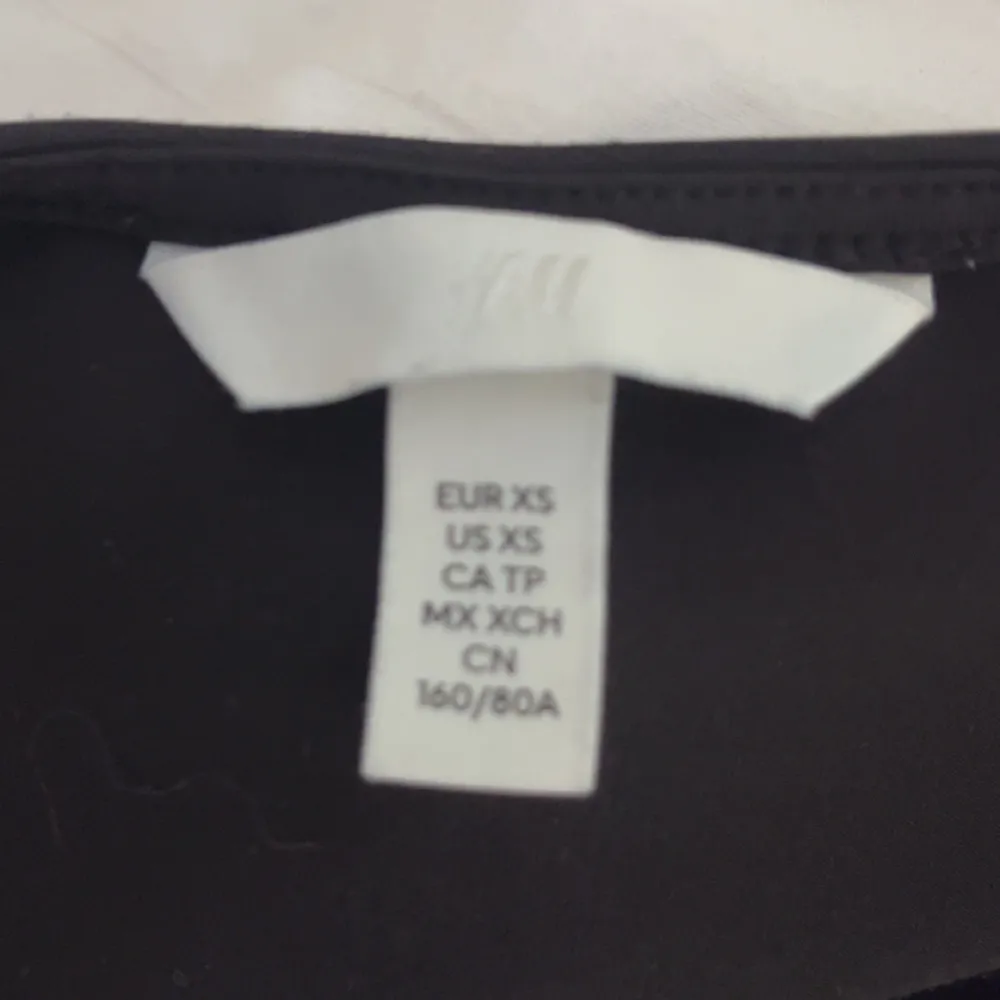 EUR XS
US XS
CA TP
MX XCH
CN
160/80A